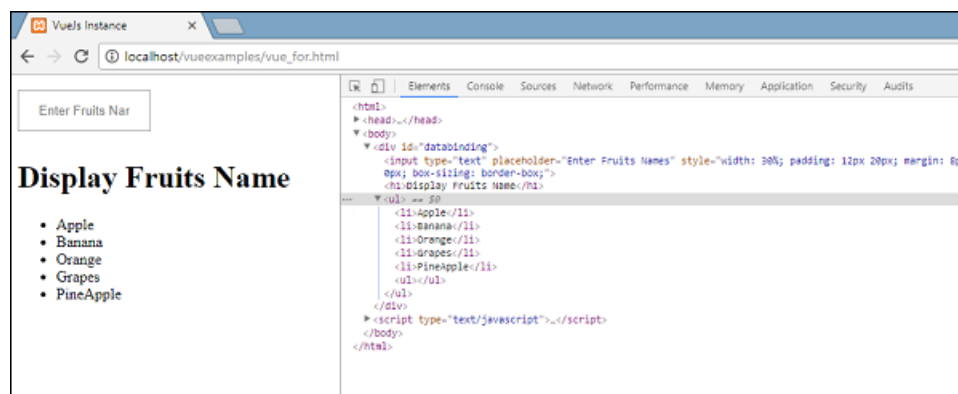 VueJs Instance
localhost/vueexamples/vue_for.html
Enter Fruits Nar
Display Fruits Name
Apple
Banana
Orange
Grapes
PineApple
Elements Console Sources Network Performance Memory Application Security Audits
<html>
<head>…</head>
<body>
<div id="databinding">
<input type="text" placeholder="Enter Fruits Names" style="width: 30%; padding: 12px 20px; margin: 8p
0px; box-sizing: border-box;">
<h1>Display Fruits Name</h1>
... <ul> == $0
<li>Apple</li>
<li>Banana</li>
<li>Orange</li>
<li>Grapes</li>
<li>PineApple</li>
<ul></ul>
</ul>
</div>
<script type="text/javascript">…</script>
</body>
</html>